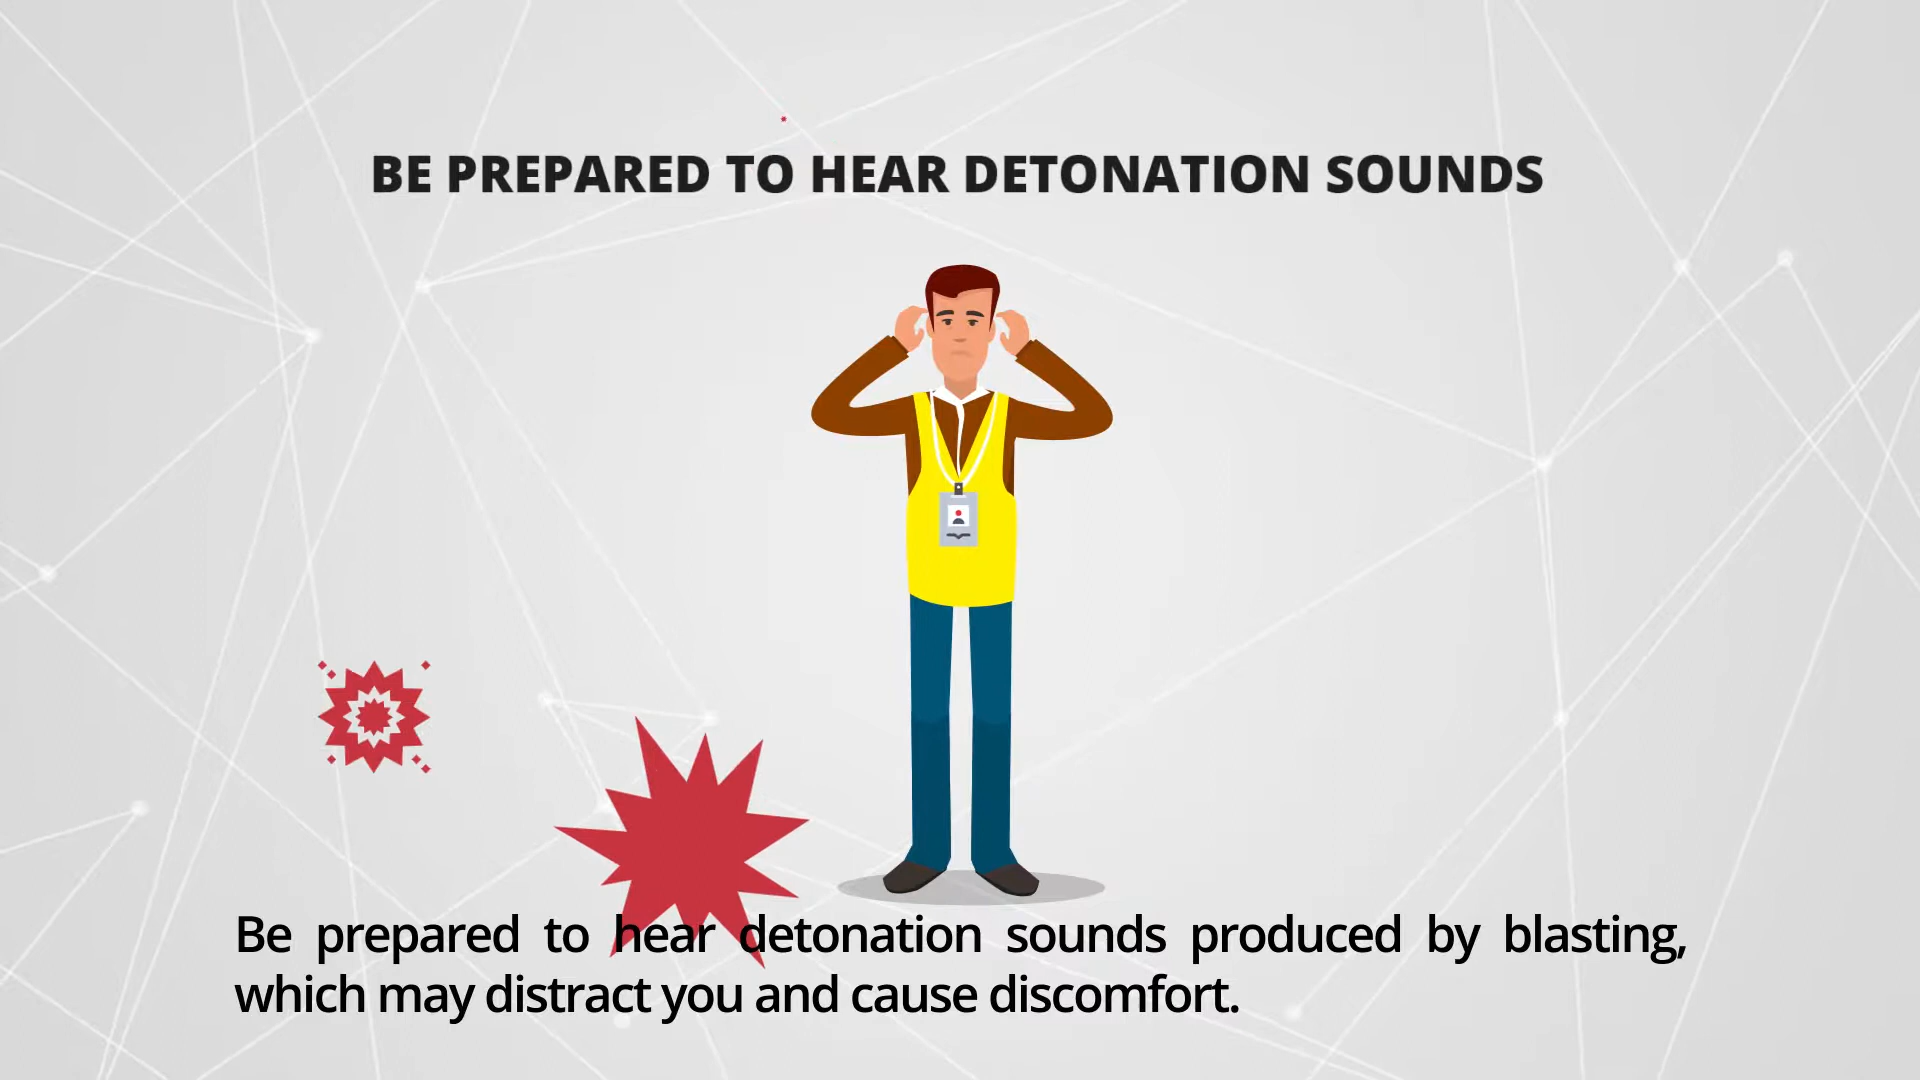 BE PREPARED TO HEAR DETONATION SOUNDS
Be prepared to hear detonation sounds produced by blasting,
which may distract you and cause discomfort.